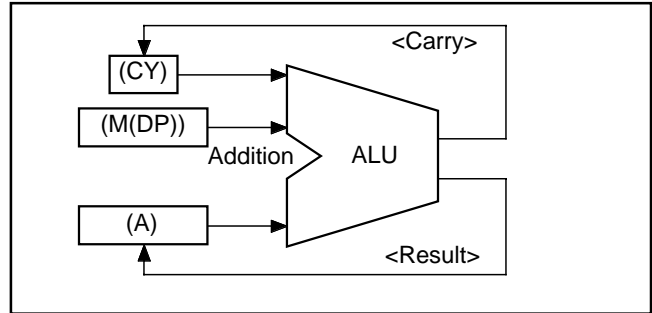 <Carry>
(CY)
(M(DP))
Addition
ALU
(A)
<Result>